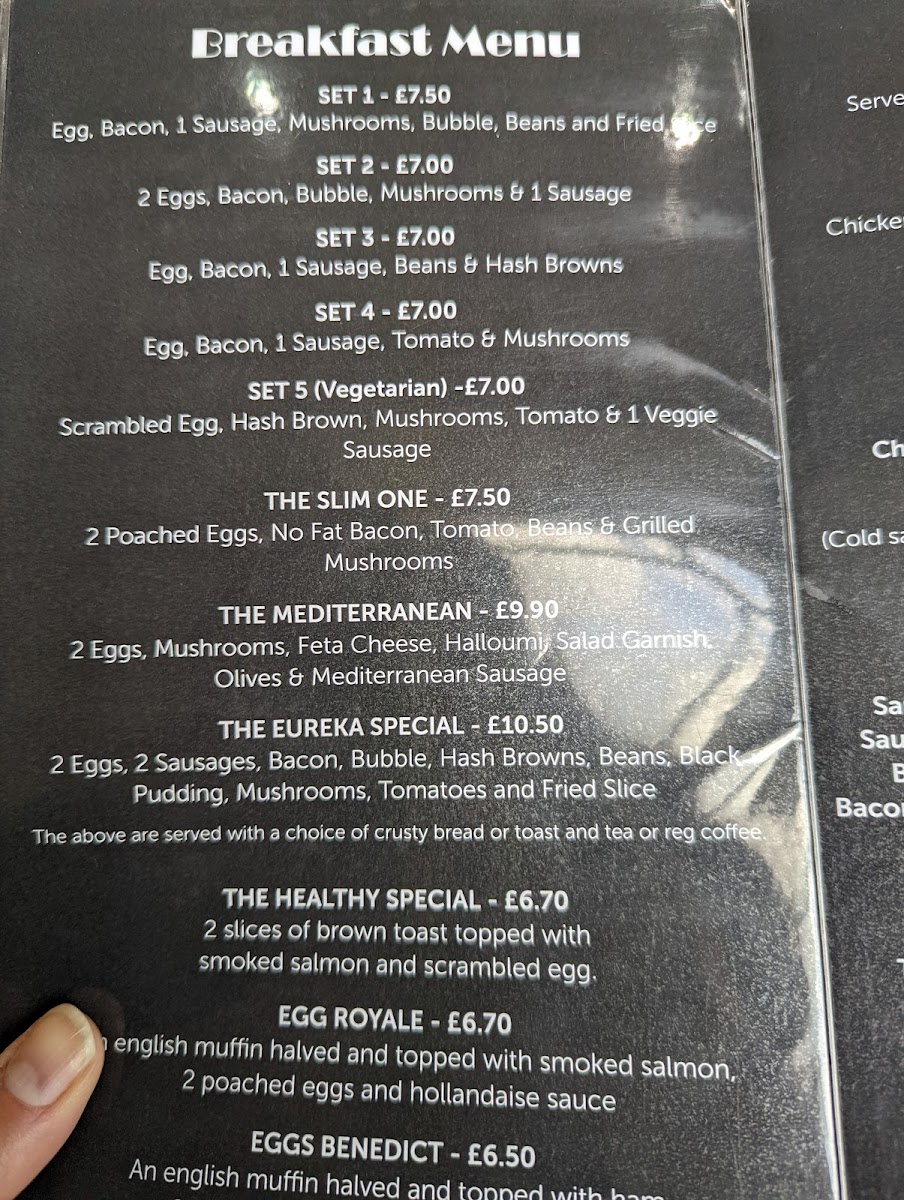 Breakfast Menu
SET 1 - £7.50
Egg, Bacon, 1 Sausage, Mushrooms, Bubble, Beans and Fried
SET 2 - £7.00
2 Eggs, Bacon, Bubble, Mushrooms & 1 Sausage
SET 3 - £7.00
Egg, Bacon, 1 Sausage, Beans & Hash Browns
SET 4 - £7.00
Egg, Bacon, 1 Sausage, Tomato & Mushrooms
SET 5 (Vegetarian) -£7.00
Scrambled Egg, Hash Brown, Mushrooms, Tomato & 1 Veggie
Sausage
THE SLIM ONE - £7.50
2 Poached Eggs, No Fat Bacon, Tomato, Beans & Grilled
Mushrooms
THE MEDITERRANEAN - £9.90
2 Eggs, Mushrooms, Feta Cheese, Halloumi, Salad Garnish,
Olives & Mediterranean Sausage
THE EUREKA SPECIAL - £10.50
2 Eggs, 2 Sausages, Bacon, Bubble, Hash Browns, Beans, Black
Pudding, Mushrooms, Tomatoes and Fried Slice
The above are served with a choice of crusty bread or toast and tea or reg coffee.
THE HEALTHY SPECIAL - £6.70
2 slices of brown toast topped with
smoked salmon and scrambled egg.
EGG ROYALE - £6.70
english muffin halved and topped with smoked salmon,
2 poached eggs and hollandaise sauce
EGGS BENEDICT - £6.50
An english muffin halved and topped with ham
(Cold